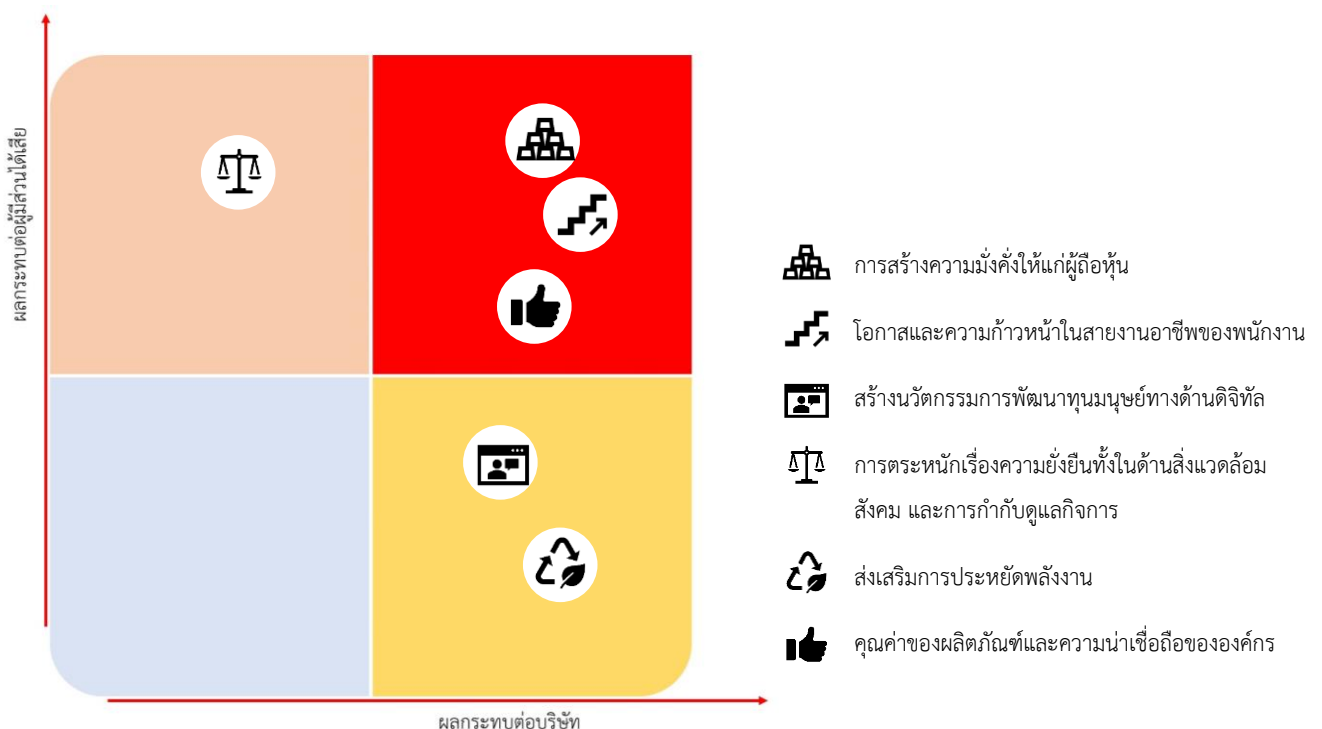 ผลกระทบต่อผู้มีส่วนได้เสีย
การสร้างความมั่งคั่งให้แก่ผู้ถือหุ้น
โอกาสและความก้าวหน้าในสายงานอาชีพของพนักงาน
สร้างนวัตกรรมการพัฒนาทุนมนุษย์ทางด้านดิจิทัล
การตระหนักเรื่องความยั่งยืนทั้งในด้านสิ่งแวดล้อม
สังคม และการกำกับดูแลกิจการ
ส่งเสริมการประหยัดพลังงาน
คุณค่าของผลิตภัณฑ์และความน่าเชื่อถือขององค์กร
ผลกระทบต่อบริษัท